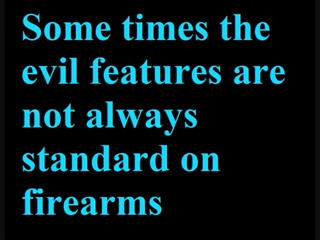 Some times the
evil features are
not always
standard on
firearms